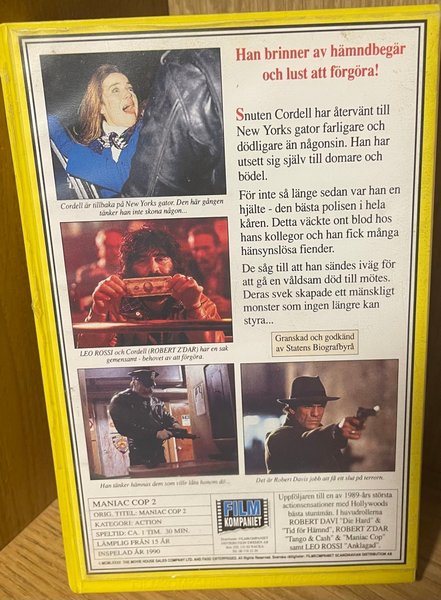 Han brinner av hämndbegär
och lust att förgöra!
Snuten Cordell har återvänt till
New Yorks gator farligare och
dödligare än någonsin. Han har
utsett sig själv till domare och
bödel.
För inte så länge sedan var han en
hjälte - den bästa polisen i hela
kåren. Detta väckte ont blod hos
hans kollegor och han fick många
hänsynslösa fiender.
De såg till att han sändes iväg för
att gå en våldsam död till mötes.
Deras svek skapade ett mänskligt
monster som ingen längre kan
styra...
Granskad och godkänd
av Statens Biografbyrå
Cordell är tillbaka på New Yorks gator. Den här gången
tänker han inte skona någon...
LEO ROSSI och Cordell (ROBERT Z'DAR) har en sak
gemensamt - behovet av att förgöra.
Han tänker hämnas dem som ville låta honom dö...
Det är Robert Davis jobb att få ett slut på terrorn.
MANIAC COP 2
ORIG. TITEL: MANIAC COP 2
KATEGORI: ACTION
SPELTID: CA 1 TIM. 30 MIN.
LÄMPLIG FRÅN 15 ÅR
INSPELAD ÅR 1990
FILM
KOMPANIET
Uppföljaren till en av 1989-års största
actionsensationer med Hollywoods
bästa stuntmän. I huvudrollerna
ROBERT DAVI "Die Hard" &
"Tid för Hämnd", ROBERT Z'DAR
"Tango & Cash" & "Maniac Cop"
samt LEO ROSSI "Anklagad".